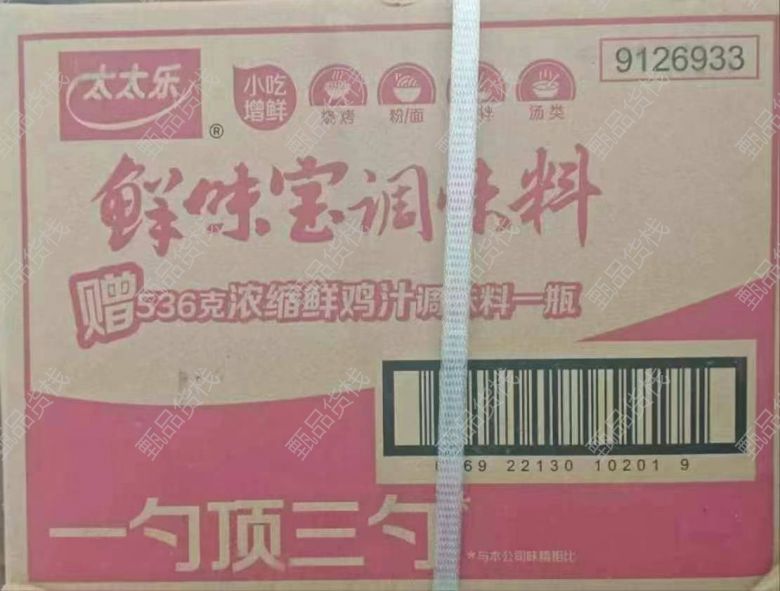 太太乐
®
小吃
增鲜
烧烤
粉/面
拌
汤类
9126933
鲜味宝调味料
赠536克浓缩鲜鸡汁调味料一瓶
69 22130 10201 9
一勺顶三勺*
*与本公司味精相比
甄品货栈